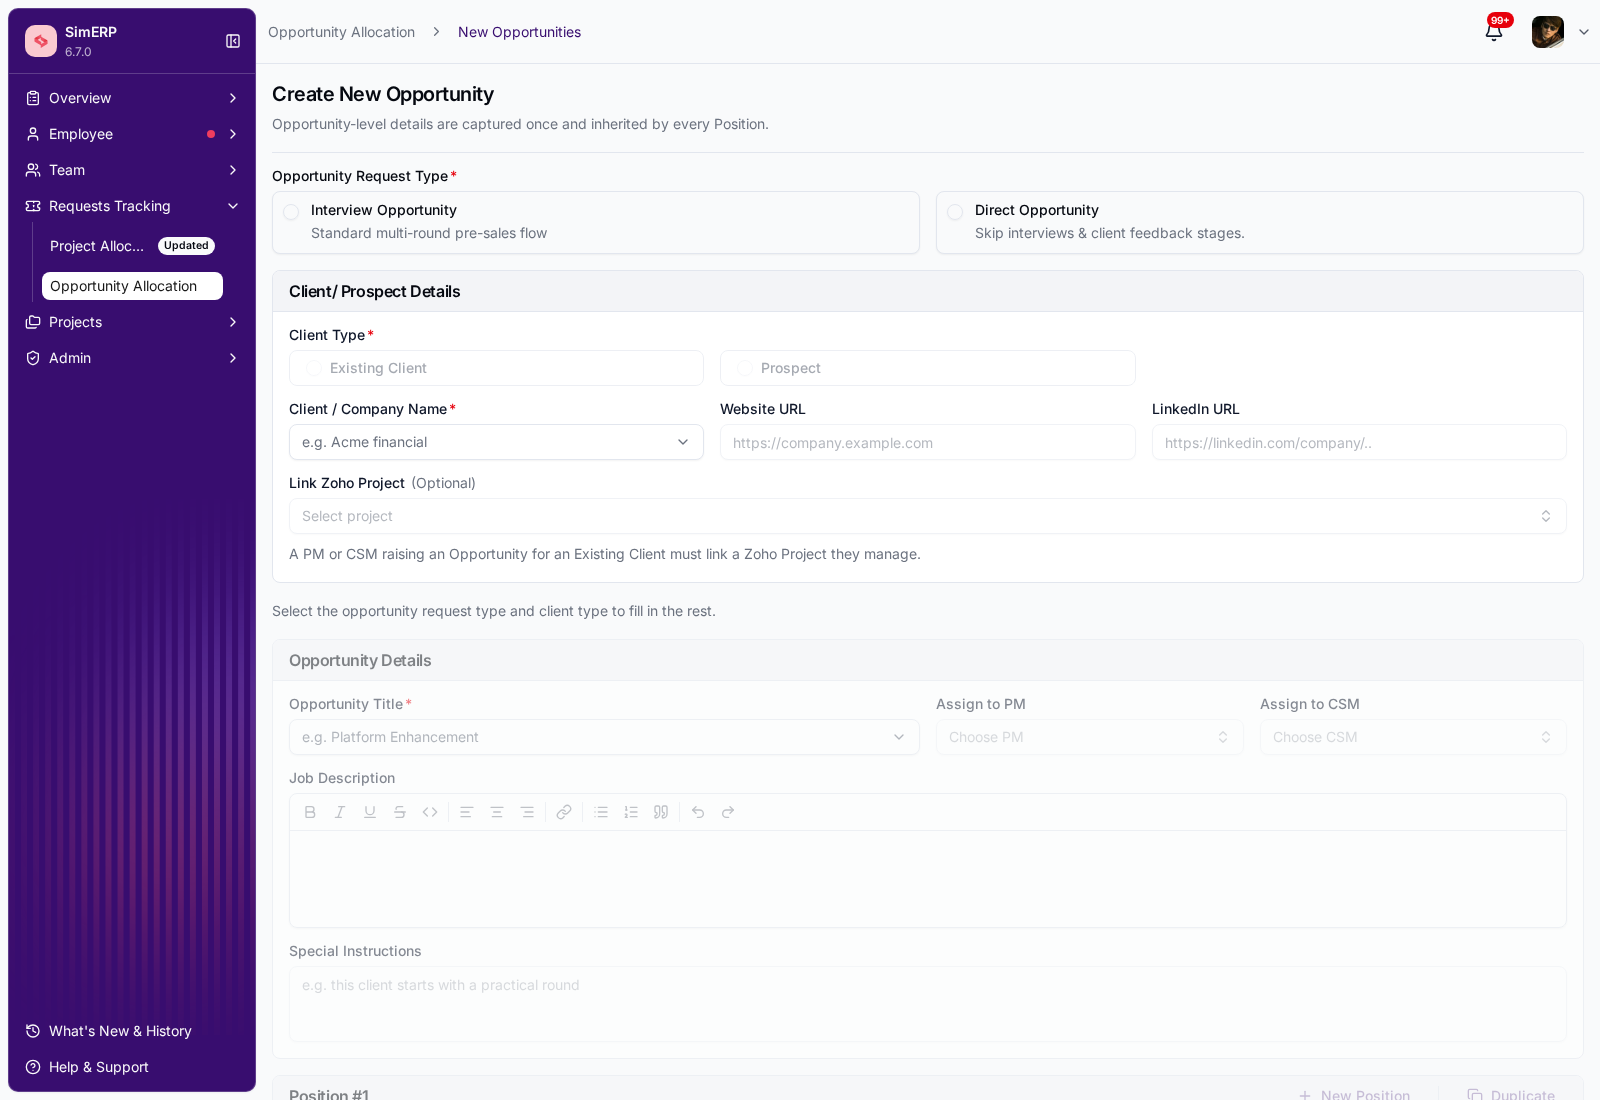 SimERP
6.7.0
Overview
Employee
Team
Requests Tracking
Project Alloc... Updated
Opportunity Allocation
Projects
Admin
What's New & History
Help & Support
Opportunity Allocation > New Opportunities
99+
Create New Opportunity
Opportunity-level details are captured once and inherited by every Position.
Opportunity Request Type*
Interview Opportunity
Standard multi-round pre-sales flow
Direct Opportunity
Skip interviews & client feedback stages.
Client/ Prospect Details
Client Type*
Existing Client
Prospect
Client / Company Name* Website URL LinkedIn URL
e.g. Acme financial https://company.example.com https://linkedin.com/company/..
Link Zoho Project (Optional)
Select project
A PM or CSM raising an Opportunity for an Existing Client must link a Zoho Project they manage.
Select the opportunity request type and client type to fill in the rest.
Opportunity Details
Opportunity Title* Assign to PM Assign to CSM
e.g. Platform Enhancement Choose PM Choose CSM
Job Description
Special Instructions
e.g. this client starts with a practical round
Position #1 New Position Duplicate